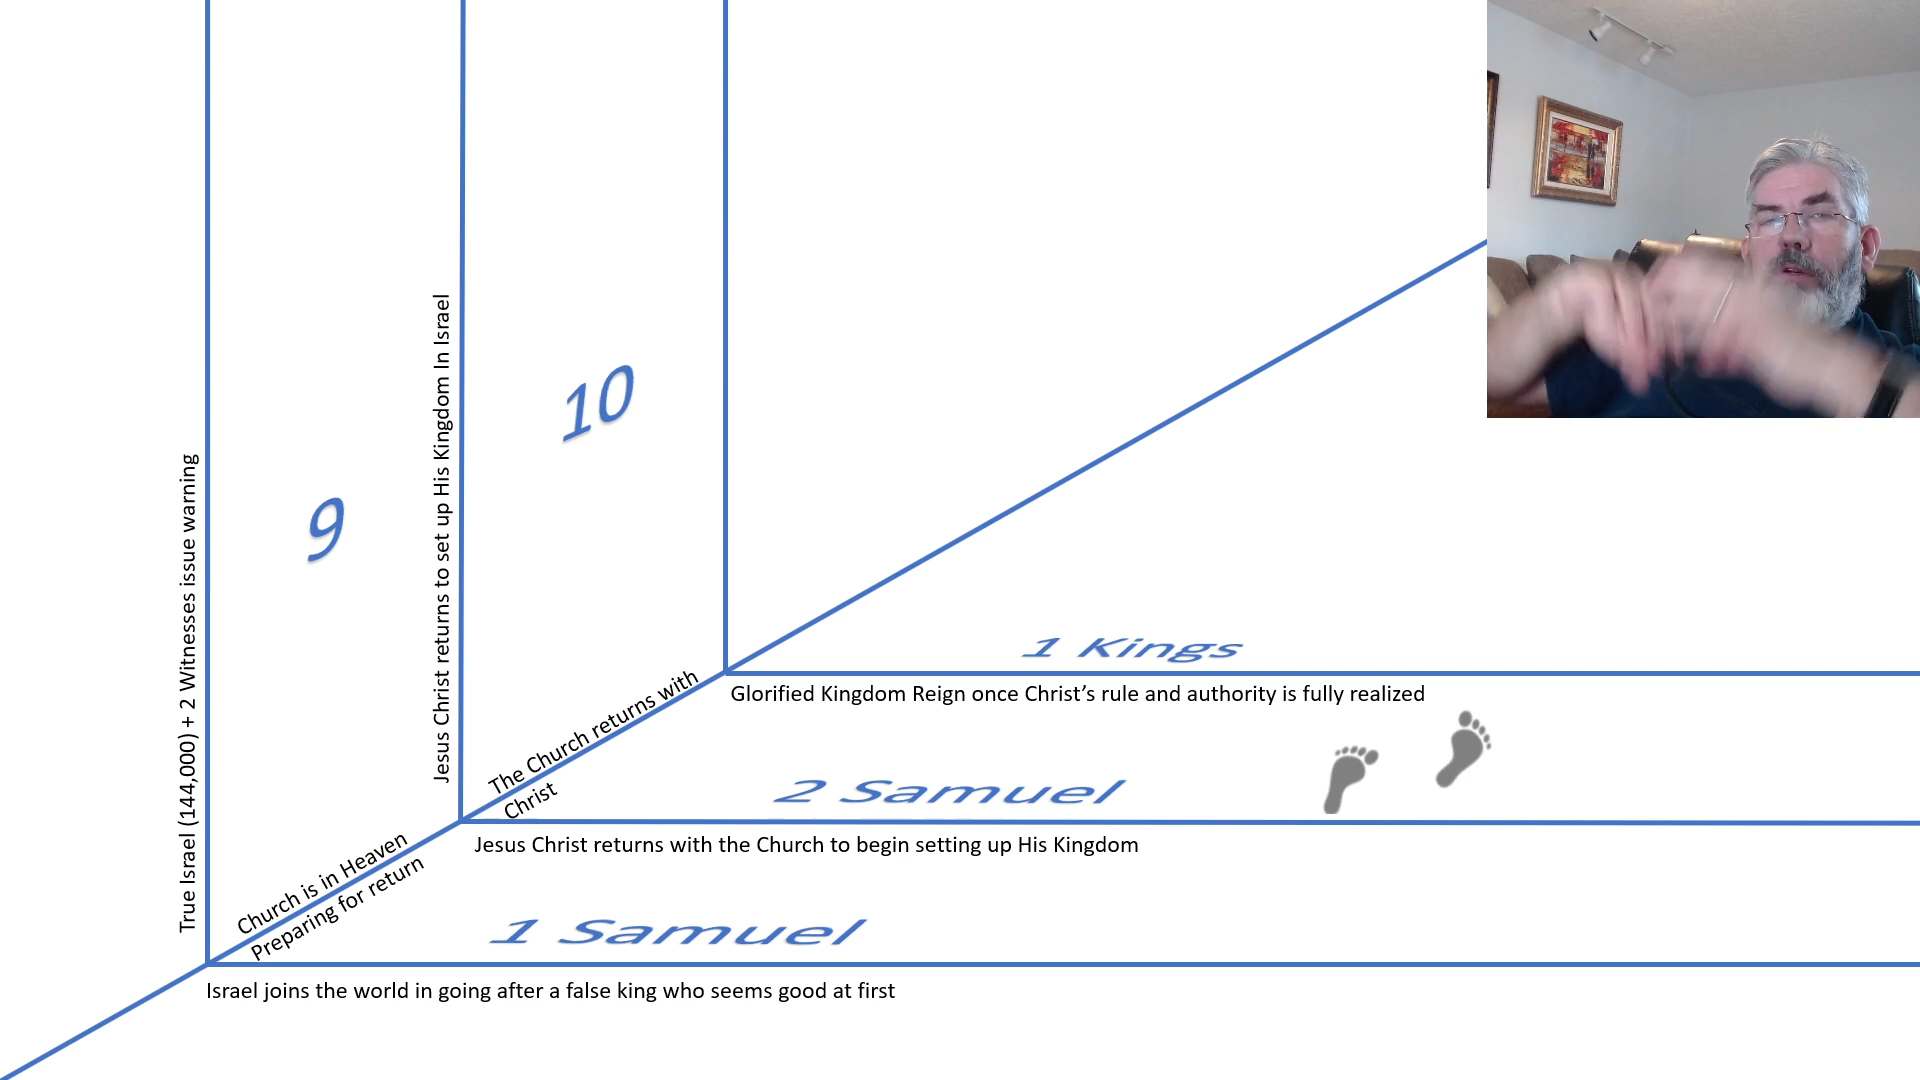 True Israel (144,000) + 2 Witnesses issue warning
9
Jesus Christ returns to set up His Kingdom In Israel
10
1 Kings
Glorified Kingdom Reign once Christ’s rule and authority is fully realized
The Church returns with
Christ
2 Samuel
Jesus Christ returns with the Church to begin setting up His Kingdom
Church is in Heaven
Preparing for return
1 Samuel
Israel joins the world in going after a false king who seems good at first